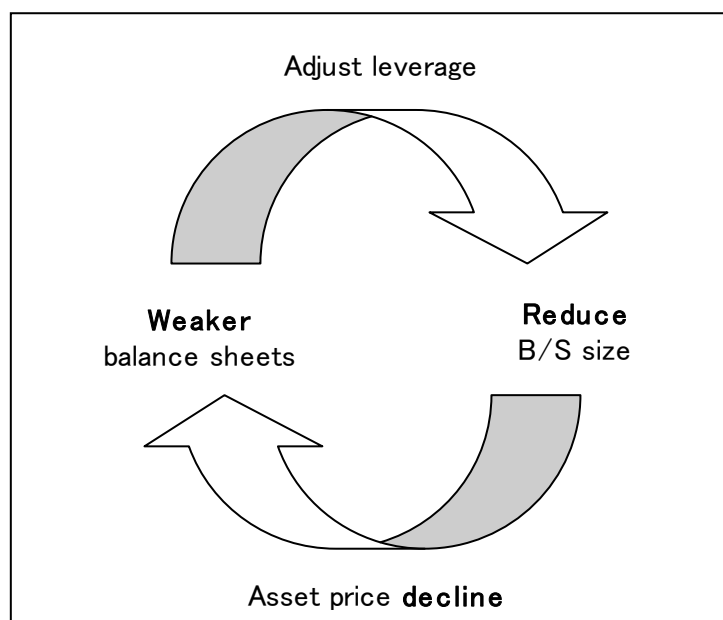 Adjust leverage
Weaker
balance sheets
Reduce
B/S size
Asset price decline